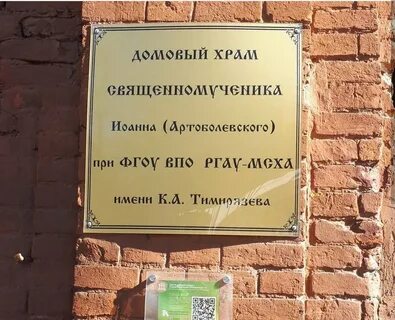 ДОМОВЫЙ ХРАМ
СВЯЩЕННОМУЧЕНИКА
Иоанна (Артоболевского)
при ФГОУ ВПО РГАУ-МСХА
имени К.А. Тимирязева